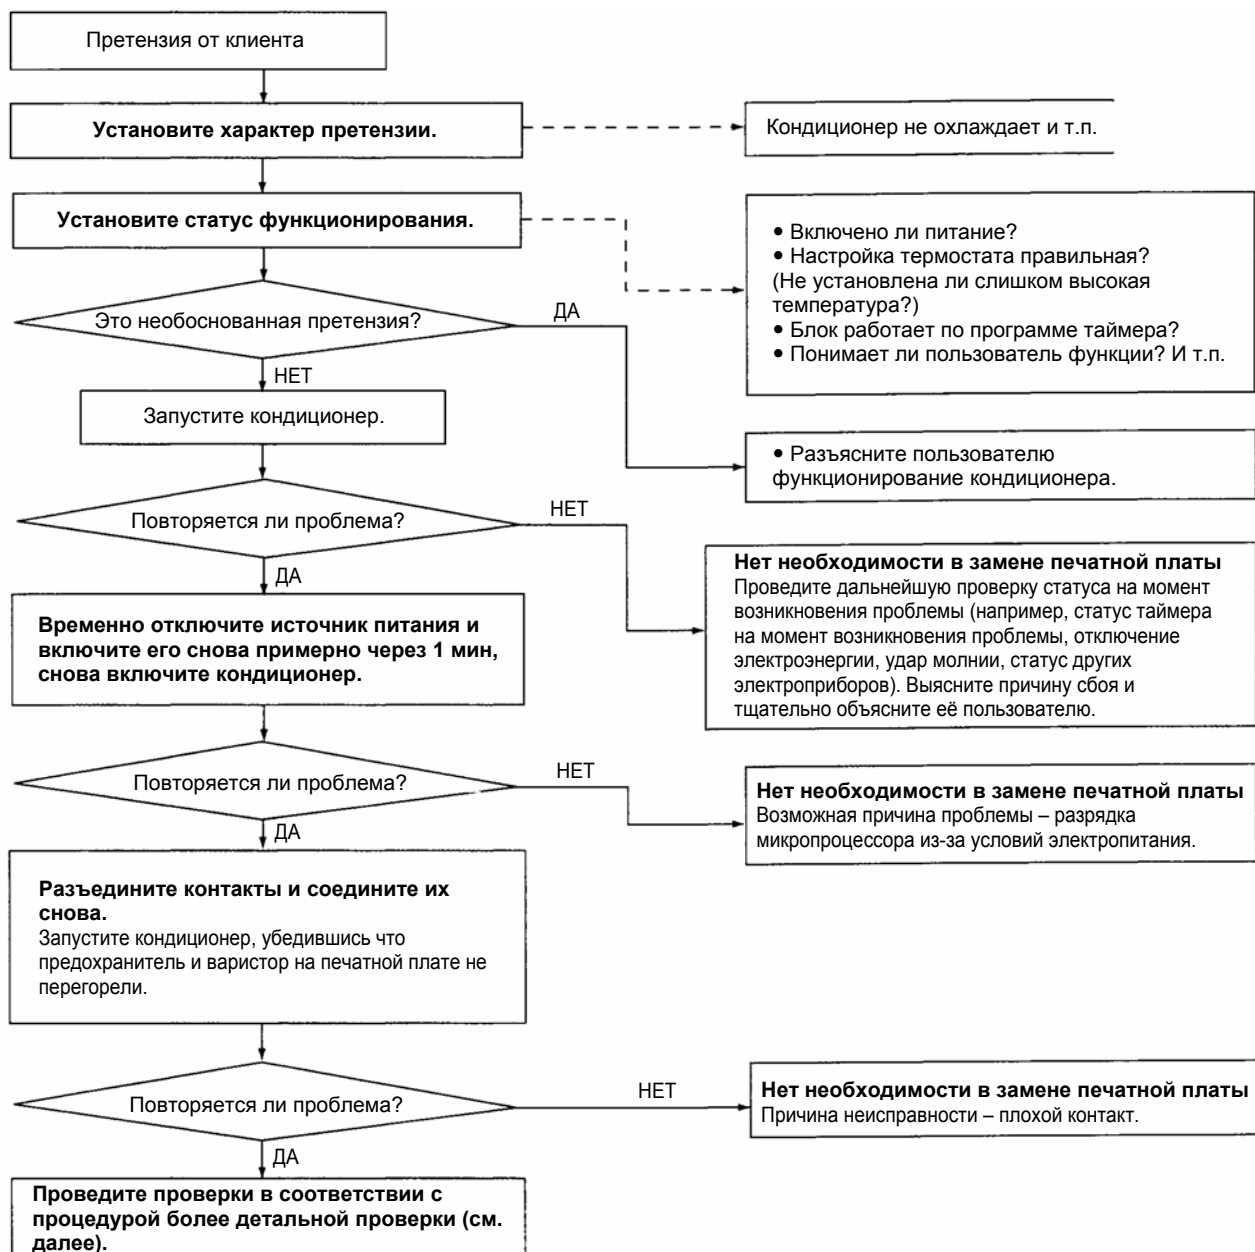 Претензия от клиента
Установите характер претензии.
Кондиционер не охлаждает и т.п.
Установите статус функционирования.
• Включено ли питание?
• Настройка термостата правильная?
(Не установлена ли слишком высокая
температура?)
• Блок работает по программе таймера?
• Понимает ли пользователь функции? И т.п.
Это необоснованная претензия?
ДА
НЕТ
Запустите кондиционер.
• Разъясните пользователю
функционирование кондиционера.
Повторяется ли проблема?
НЕТ
ДА
Нет необходимости в замене печатной платы
Проведите дальнейшую проверку статуса на момент
возникновения проблемы (например, статус таймера
на момент возникновения проблемы, отключение
электроэнергии, удар молнии, статус других
электроприборов). Выясните причину сбоя и
тщательно объясните её пользователю.
Временно отключите источник питания и
включите его снова примерно через 1 мин,
снова включите кондиционер.
Повторяется ли проблема?
НЕТ
ДА
Нет необходимости в замене печатной платы
Возможная причина проблемы – разрядка
микропроцессора из-за условий электропитания.
Разъедините контакты и соедините их
снова.
Запустите кондиционер, убедившись что
предохранитель и варистор на печатной плате не
перегорели.
Повторяется ли проблема?
НЕТ
ДА
Нет необходимости в замене печатной платы
Причина неисправности – плохой контакт.
Проведите проверки в соответствии с
процедурой более детальной проверки (см.
далее).